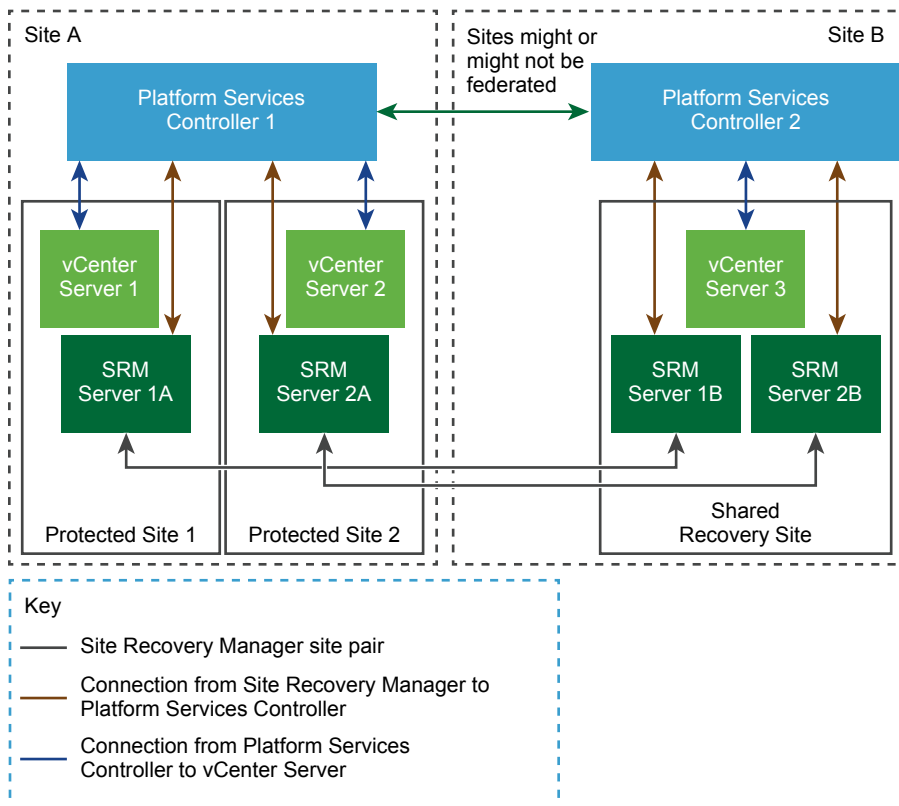 Site A
Sites might or
might not be
federated
Site B
Platform Services
Controller 1
Platform Services
Controller 2
vCenter
Server 1
vCenter
Server 2
vCenter
Server 3
SRM
Server 1A
SRM
Server 2A
SRM
Server 1B
SRM
Server 2B
Protected Site 1
Protected Site 2
Shared
Recovery Site
Key
Site Recovery Manager site pair
Connection from Site Recovery Manager to
Platform Services Controller
Connection from Platform Services
Controller to vCenter Server